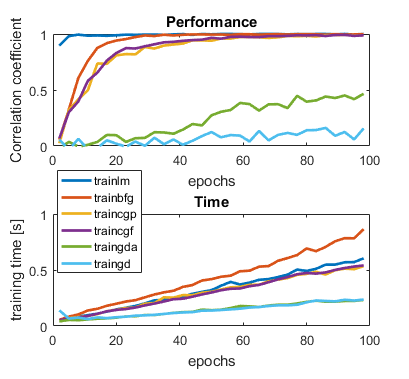 Performance
Correlation coefficient
1
0.5
0
0 20 40 60 80 100
epochs
trainlm
trainbfg
traincgp
traincgf
traingda
traingd
Time
training time [s]
1
0.5
0
0 20 40 60 80 100
epochs